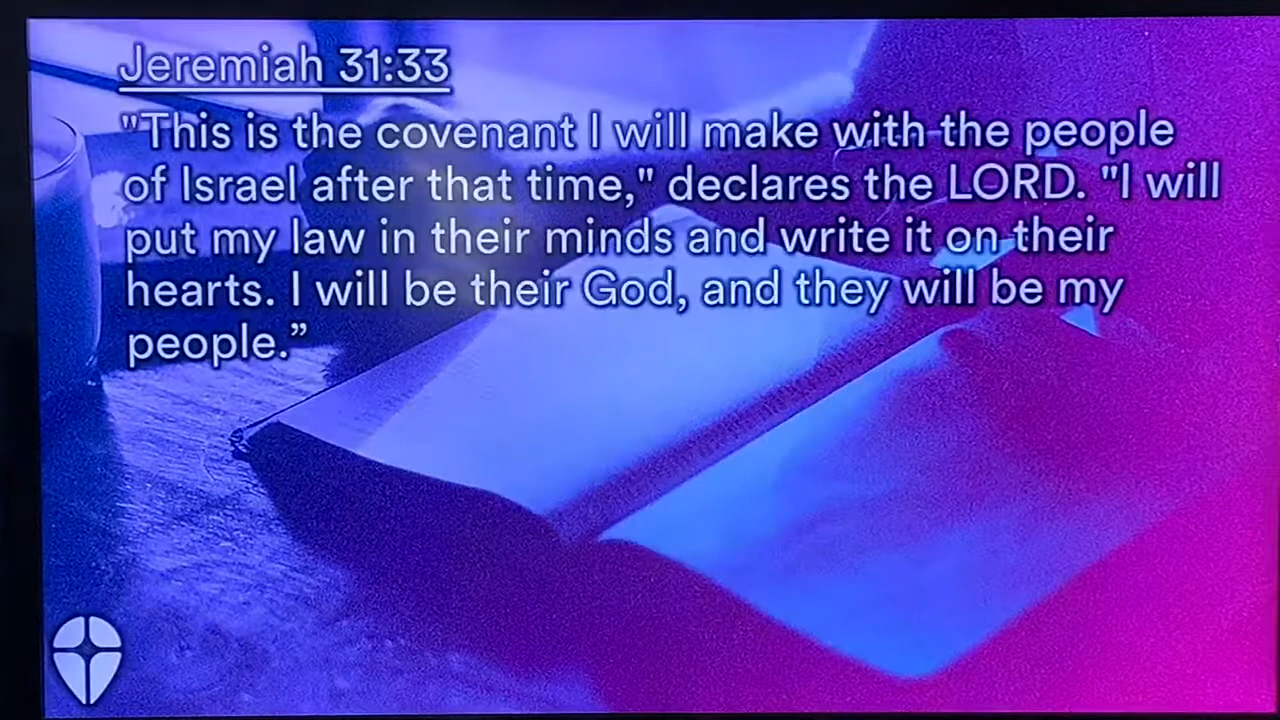 Jeremiah 31:33
"This is the covenant I will make with the people
of Israel after that time," declares the LORD. "I will
put my law in their minds and write it on their
hearts. I will be their God, and they will be my
people.”